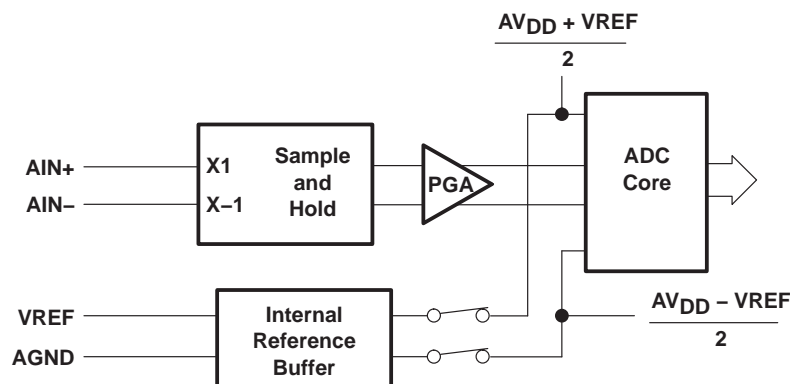 AVDD + VREF
2
AIN+
AIN–
X1
X–1
Sample
and
Hold
PGA
ADC
Core
VREF
AGND
Internal
Reference
Buffer
AVDD – VREF
2